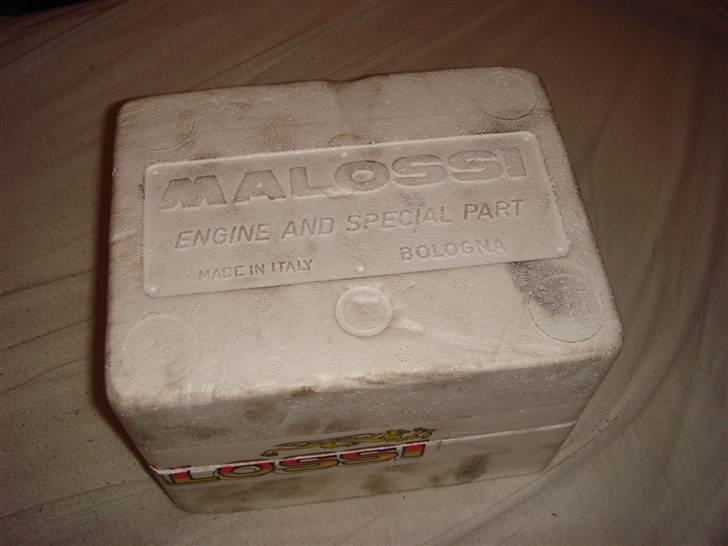 MALOSSI
ENGINE AND SPECIAL PART
MADE IN ITALY BOLOGNA
LOSSI